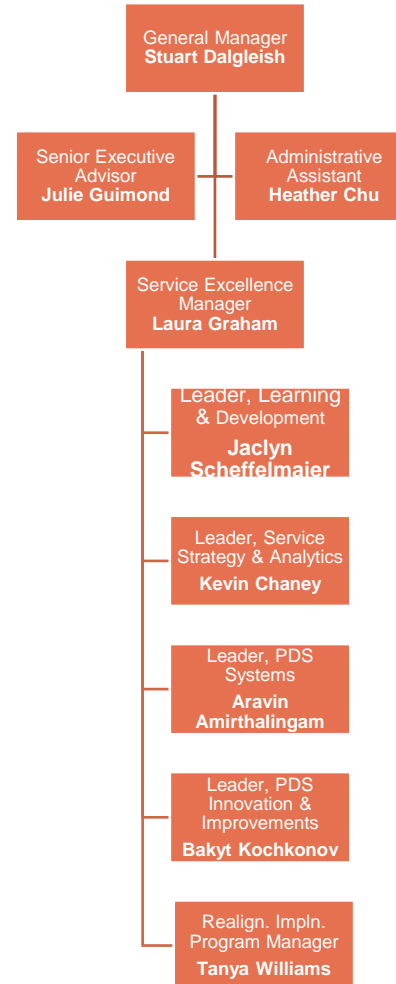 General Manager
Stuart Dalgleish
Senior Executive
Advisor
Julie Guimond
Administrative
Assistant
Heather Chu
Service Excellence
Manager
Laura Graham
Leader, Learning
& Development
Jaclyn
Scheffelmaier
Leader, Service
Strategy & Analytics
Kevin Chaney
Leader, PDS
Systems
Aravin
Amirthalingam
Leader, PDS
Innovation &
Improvements
Bakyt Kochkonov
Realign. Impln.
Program Manager
Tanya Williams